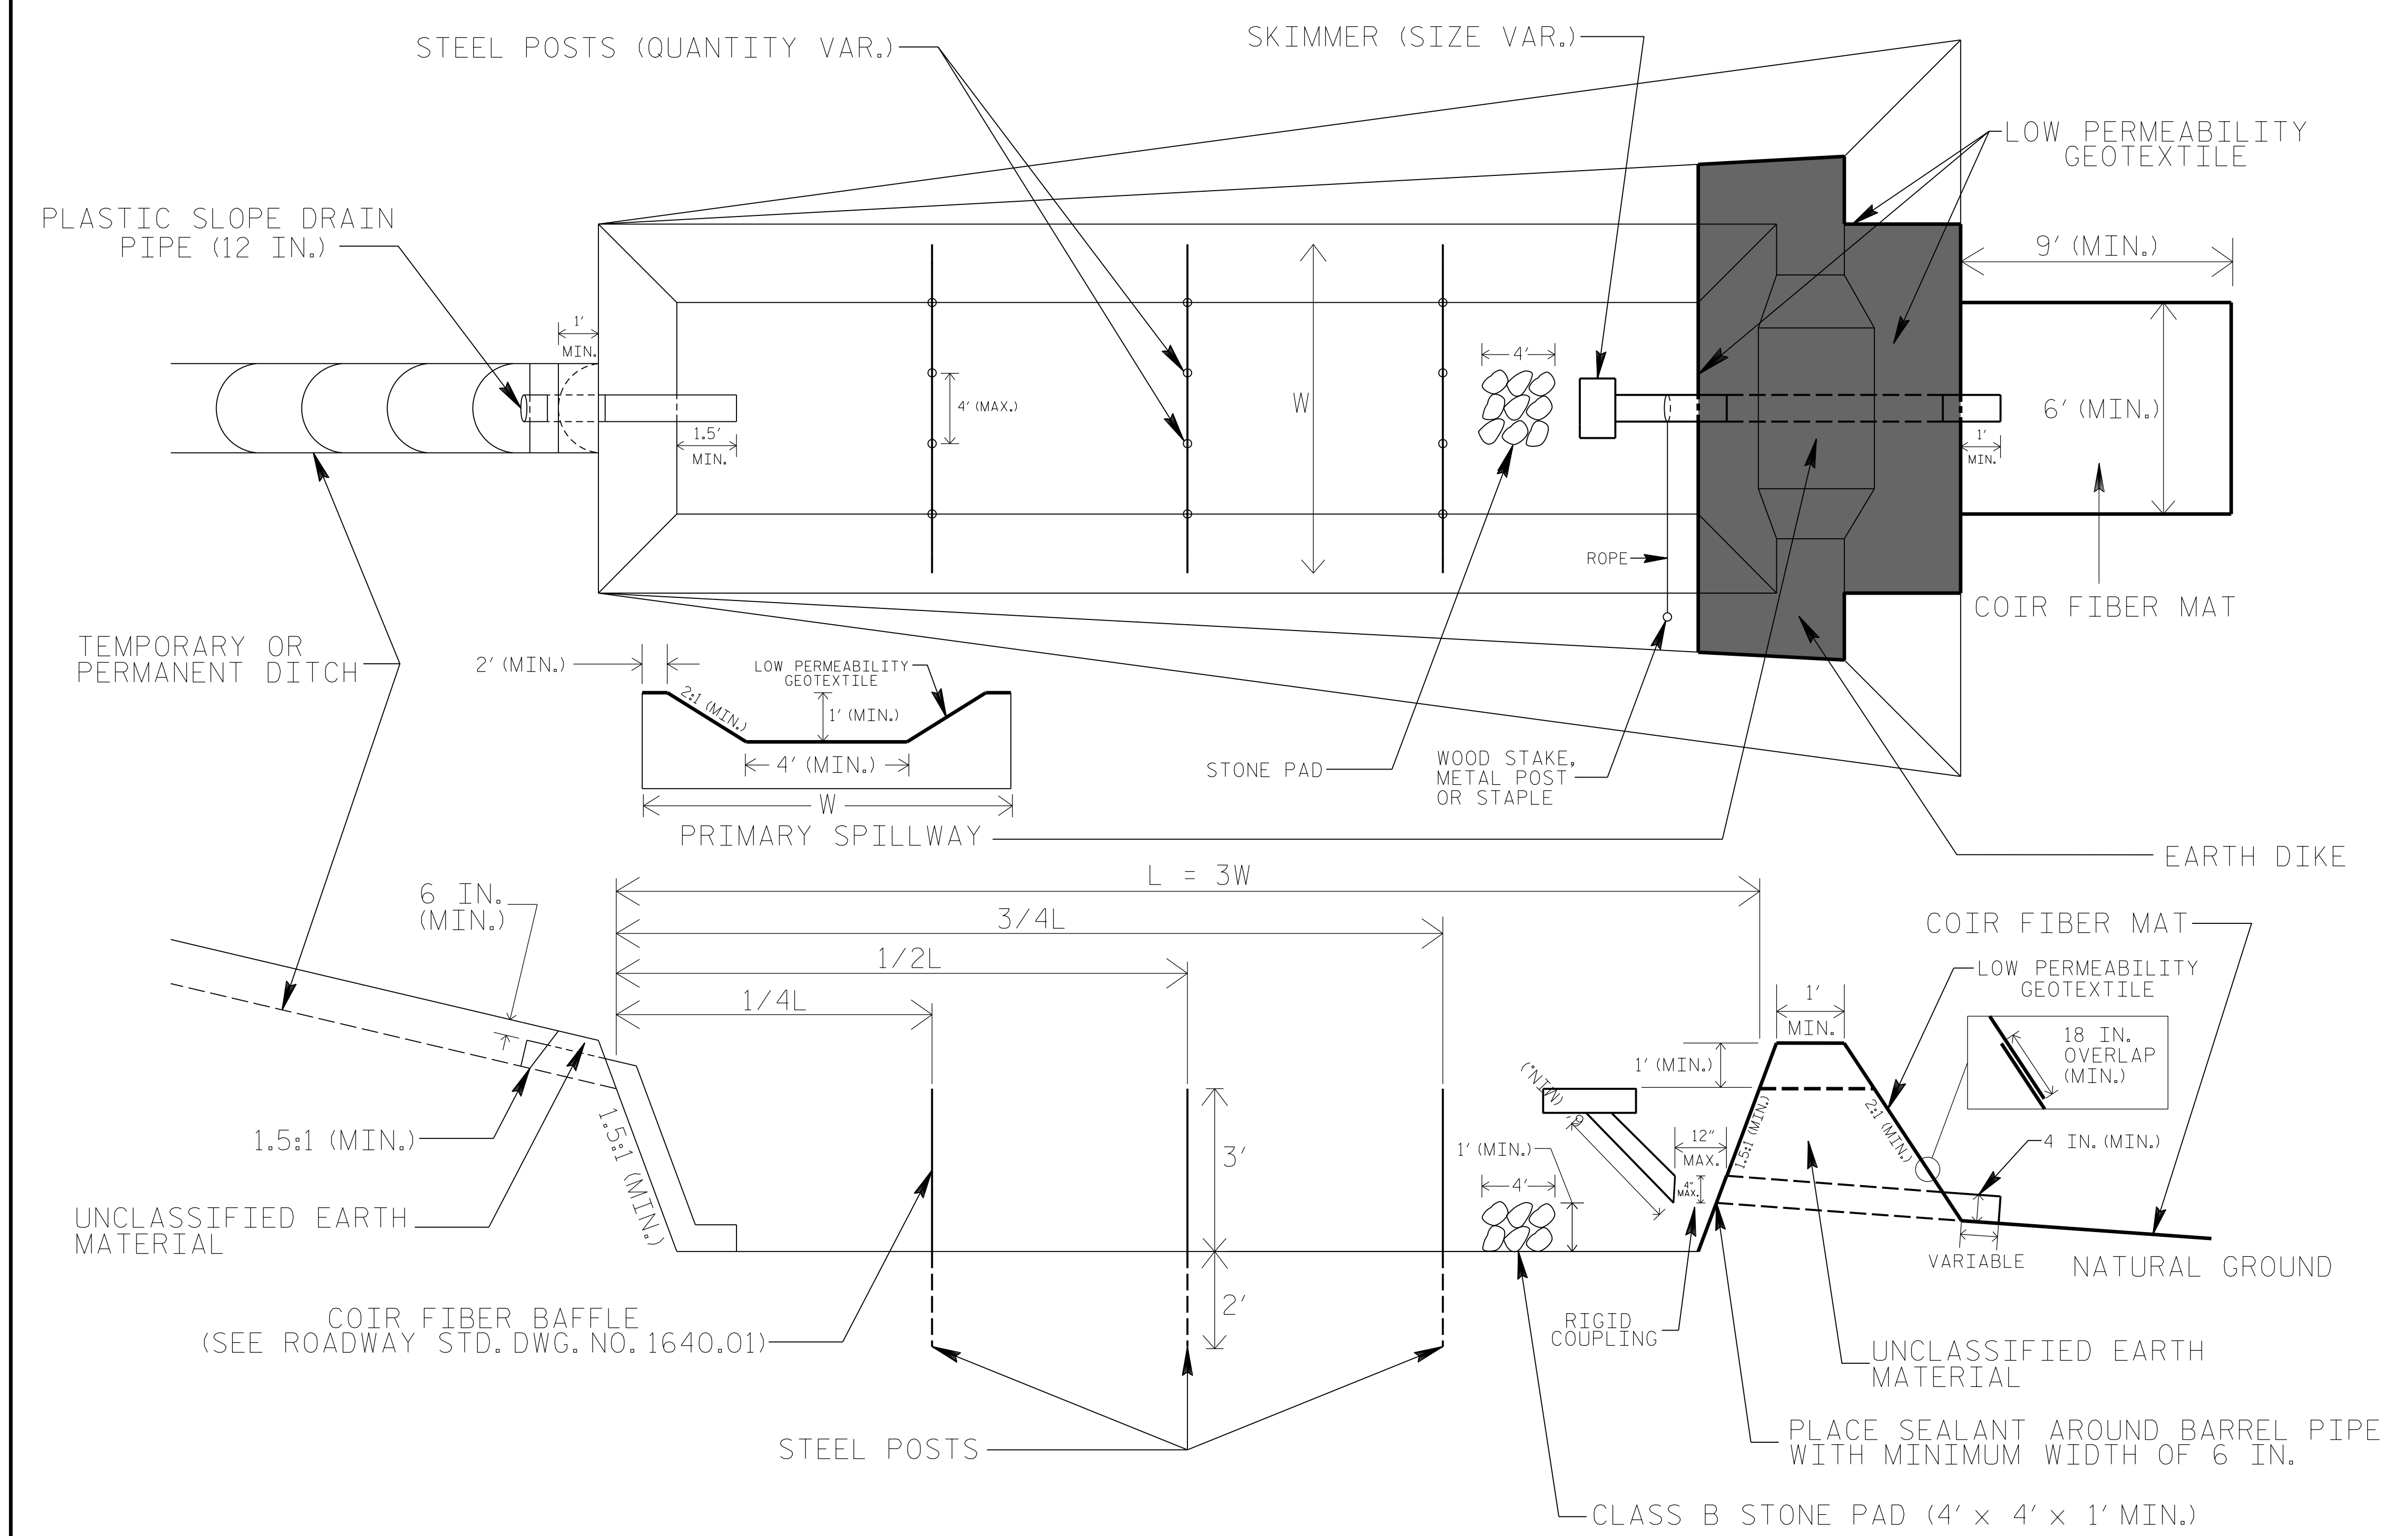 STEEL POSTS (QUANTITY VAR.)
SKIMMER (SIZE VAR.)
LOW PERMEABILITY
GEOTEXTILE
PLASTIC SLOPE DRAIN
PIPE (12 IN.)
9' (MIN.)
1'
MIN.
4' (MAX.)
W
4'
6' (MIN.)
1.5'
MIN.
1'
MIN.
ROPE
COIR FIBER MAT
TEMPORARY OR
PERMANENT DITCH
2' (MIN.)
LOW PERMEABILITY
GEOTEXTILE
2:1 (MIN.)
1' (MIN.)
4' (MIN.)
W
PRIMARY SPILLWAY
STONE PAD
WOOD STAKE,
METAL POST
OR STAPLE
EARTH DIKE
L = 3W
3/4L
1/2L
1/4L
6 IN.
(MIN.)
COIR FIBER MAT
LOW PERMEABILITY
GEOTEXTILE
1'
MIN.
18 IN.
OVERLAP
(MIN.)
1' (MIN.)
6' (MIN.)
1.5:1 (MIN.)
2:1 (MIN.)
12"
MAX.
4"
MAX.
4 IN. (MIN.)
1' (MIN.)
4'
1.5:1 (MIN.)
1.5:1 (MIN.)
3'
2'
UNCLASSIFIED EARTH
MATERIAL
VARIABLE
NATURAL GROUND
COIR FIBER BAFFLE
(SEE ROADWAY STD. DWG. NO. 1640.01)
RIGID
COUPLING
UNCLASSIFIED EARTH
MATERIAL
STEEL POSTS
PLACE SEALANT AROUND BARREL PIPE
WITH MINIMUM WIDTH OF 6 IN.
CLASS B STONE PAD (4' x 4' x 1' MIN.)